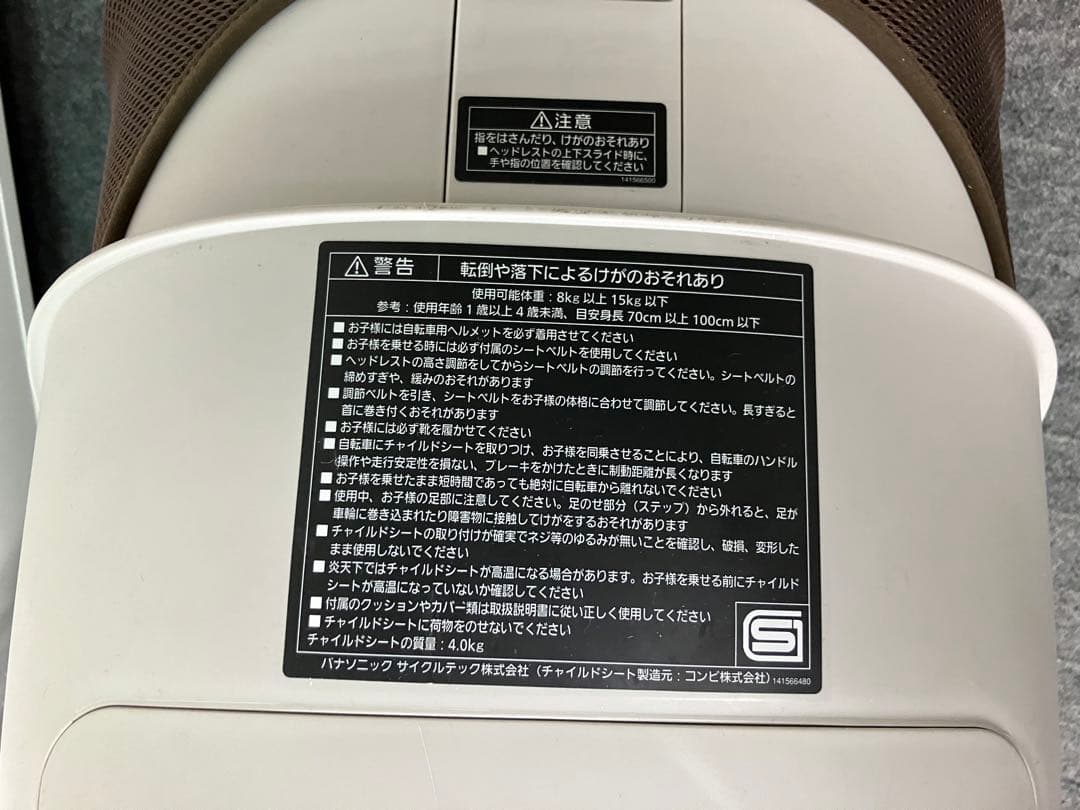 ⚠注意
指をはさんだり、けがのおそれあり
■ヘッドレストの上下スライド時に、
手や指の位置を確認してください
141566500
⚠警告 転倒や落下によるけがのおそれあり
使用可能体重:8kg以上15kg以下
参考:使用年齢1歳以上4歳未満、目安身長70cm以上100cm以下
■お子様には自転車用ヘルメットを必ず着用させてください
■お子様を乗せる時には必ず付属のシートベルトを使用してください
■ヘッドレストの高さ調節をしてからシートベルトの調節を行ってください。シートベルトの
締めすぎや、緩みのおそれがあります
■調節ベルトを引き、シートベルトをお子様の体格に合わせて調節してください。長すぎると
首に巻き付くおそれがあります
■お子様には必ず靴を履かせてください
■自転車にチャイルドシートを取りつけ、お子様を同乗させることにより、自転車のハンドル
操作や走行安定性を損ない、ブレーキをかけたときに制動距離が長くなります
■お子様を乗せたまま短時間であっても絶対に自転車から離れないでください
■使用中、お子様の足部に注意してください。足のせ部分(ステップ)から外れると、足が
車輪に巻き込まれたり障害物に接触してけがをするおそれがあります
■チャイルドシートの取り付けが確実でネジ等のゆるみが無いことを確認し、破損、変形した
まま使用しないでください
■炎天下ではチャイルドシートが高温になる場合があります。お子様を乗せる前にチャイルド
シートが高温になっていないか確認してください
■付属のクッションやカバー類は取扱説明書に従い正しく使用してください
■チャイルドシートに荷物をのせないでください
チャイルドシートの質量:4.0kg
パナソニック サイクルテック株式会社(チャイルドシート製造元:コンビ株式会社)141566480